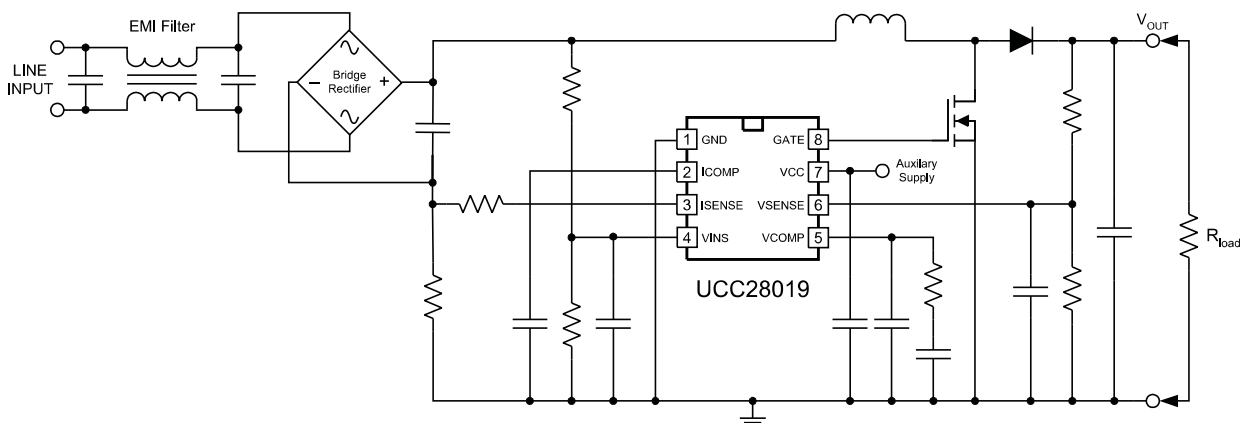 EMI Filter
LINE
INPUT
Bridge
Rectifier
− +
1 GND
2 ICOMP
3 ISENSE
4 VINS
GATE 8
VCC 7
VSENSE 6
VCOMP 5
Auxilary
Supply
UCC28019
VOUT
Rload